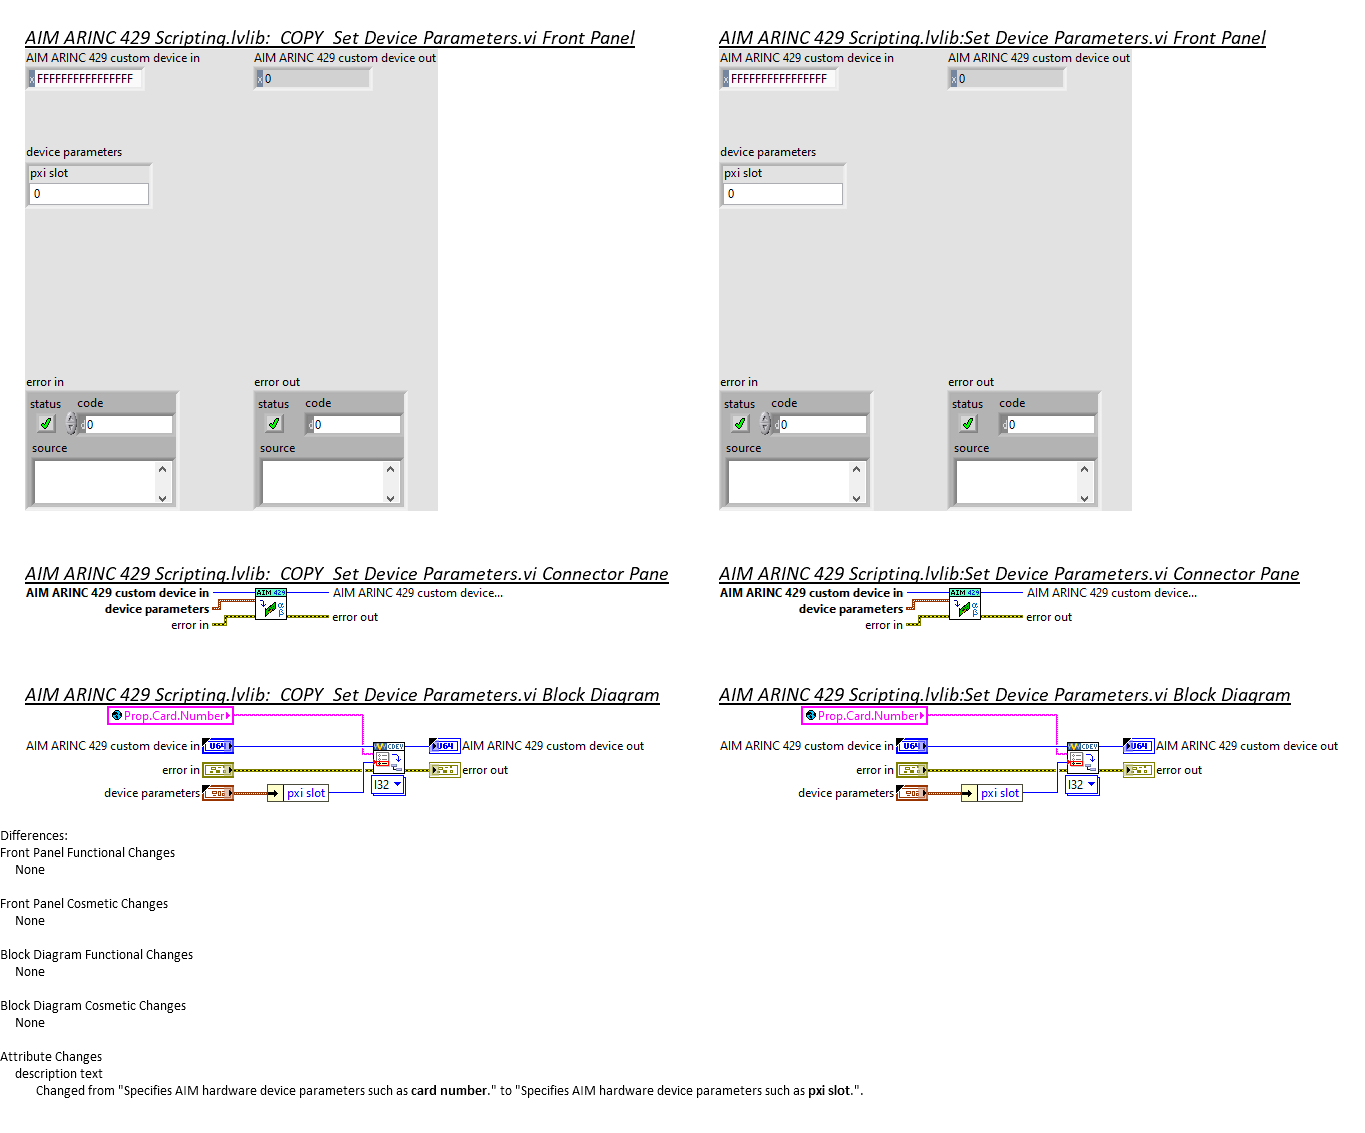 AIM ARINC 429 Scripting.lvlib:_COPY_Set Device Parameters.vi Front Panel
AIM ARINC 429 custom device in
AIM ARINC 429 custom device out
x FFFFFFFFFFFFFFFF
x 0
device parameters
pxi slot
0
error in
error out
status
code
status
code
d 0
d 0
source
source
AIM ARINC 429 Scripting.lvlib:Set Device Parameters.vi Front Panel
AIM ARINC 429 custom device in
AIM ARINC 429 custom device out
x FFFFFFFFFFFFFFFF
x 0
device parameters
pxi slot
0
error in
error out
status
code
status
code
d 0
d 0
source
source
AIM ARINC 429 Scripting.lvlib:_COPY_Set Device Parameters.vi Connector Pane
AIM ARINC 429 custom device in
AIM 429
AIM ARINC 429 custom device...
device parameters
α
β
error in
error out
AIM ARINC 429 Scripting.lvlib:Set Device Parameters.vi Connector Pane
AIM ARINC 429 custom device in
AIM 429
AIM ARINC 429 custom device...
device parameters
α
β
error in
error out
AIM ARINC 429 Scripting.lvlib:_COPY_Set Device Parameters.vi Block Diagram
Prop.Card.Number
AIM ARINC 429 custom device in
U64
CDEV
U64
AIM ARINC 429 custom device out
error in
error out
device parameters
pxi slot
I32
AIM ARINC 429 Scripting.lvlib:Set Device Parameters.vi Block Diagram
Prop.Card.Number
AIM ARINC 429 custom device in
U64
CDEV
U64
AIM ARINC 429 custom device out
error in
error out
device parameters
pxi slot
I32
Differences:
Front Panel Functional Changes
None
Front Panel Cosmetic Changes
None
Block Diagram Functional Changes
None
Block Diagram Cosmetic Changes
None
Attribute Changes
description text
Changed from "Specifies AIM hardware device parameters such as card number." to "Specifies AIM hardware device parameters such as pxi slot.".